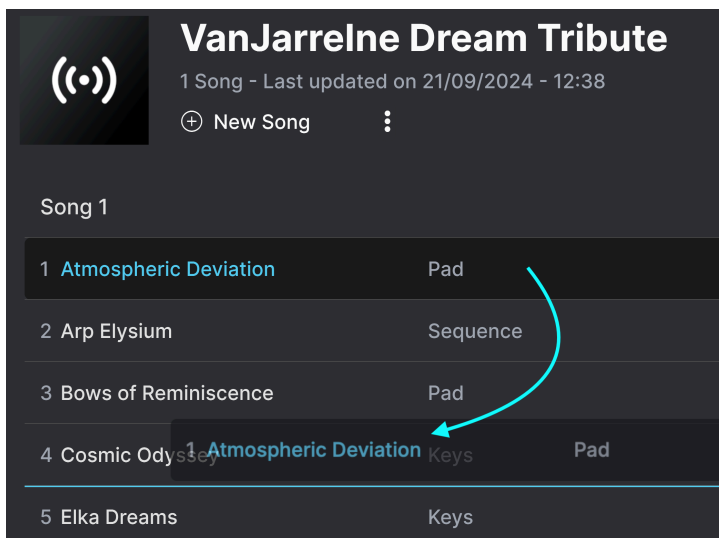 VanJarreIne Dream Tribute
1 Song - Last updated on 21/09/2024 - 12:38
New Song
Song 1
1 Atmospheric Deviation Pad
2 Arp Elysium Sequence
3 Bows of Reminiscence Pad
1 Atmospheric Deviation Pad
4 Cosmic Odyssey Keys
5 Elka Dreams Keys